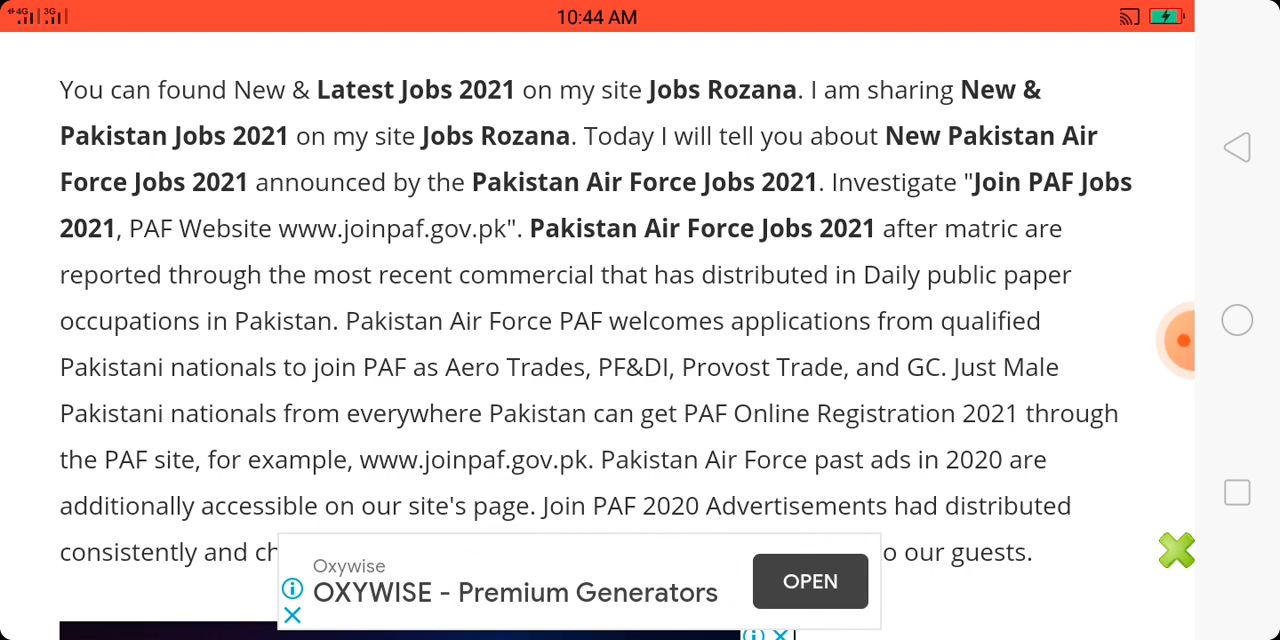 4G 3G 10:44 AM
You can found New & Latest Jobs 2021 on my site Jobs Rozana. I am sharing New &
Pakistan Jobs 2021 on my site Jobs Rozana. Today I will tell you about New Pakistan Air
Force Jobs 2021 announced by the Pakistan Air Force Jobs 2021. Investigate "Join PAF Jobs
2021, PAF Website www.joinpaf.gov.pk". Pakistan Air Force Jobs 2021 after matric are
reported through the most recent commercial that has distributed in Daily public paper
occupations in Pakistan. Pakistan Air Force PAF welcomes applications from qualified
Pakistani nationals to join PAF as Aero Trades, PF&DI, Provost Trade, and GC. Just Male
Pakistani nationals from everywhere Pakistan can get PAF Online Registration 2021 through
the PAF site, for example, www.joinpaf.gov.pk. Pakistan Air Force past ads in 2020 are
additionally accessible on our site's page. Join PAF 2020 Advertisements had distributed
consistently and ch o our guests.
Oxywise
OXYWISE - Premium Generators
OPEN